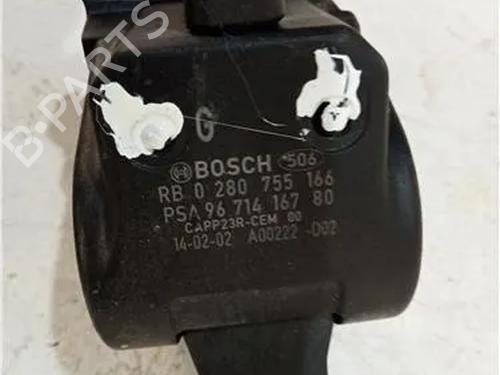 B-PARTS
G
BOSCH 506
RB 0 280 755 166
PSA 96 714 167 80
CAPP23R-CEM 00
14-02-02 A00222-D02